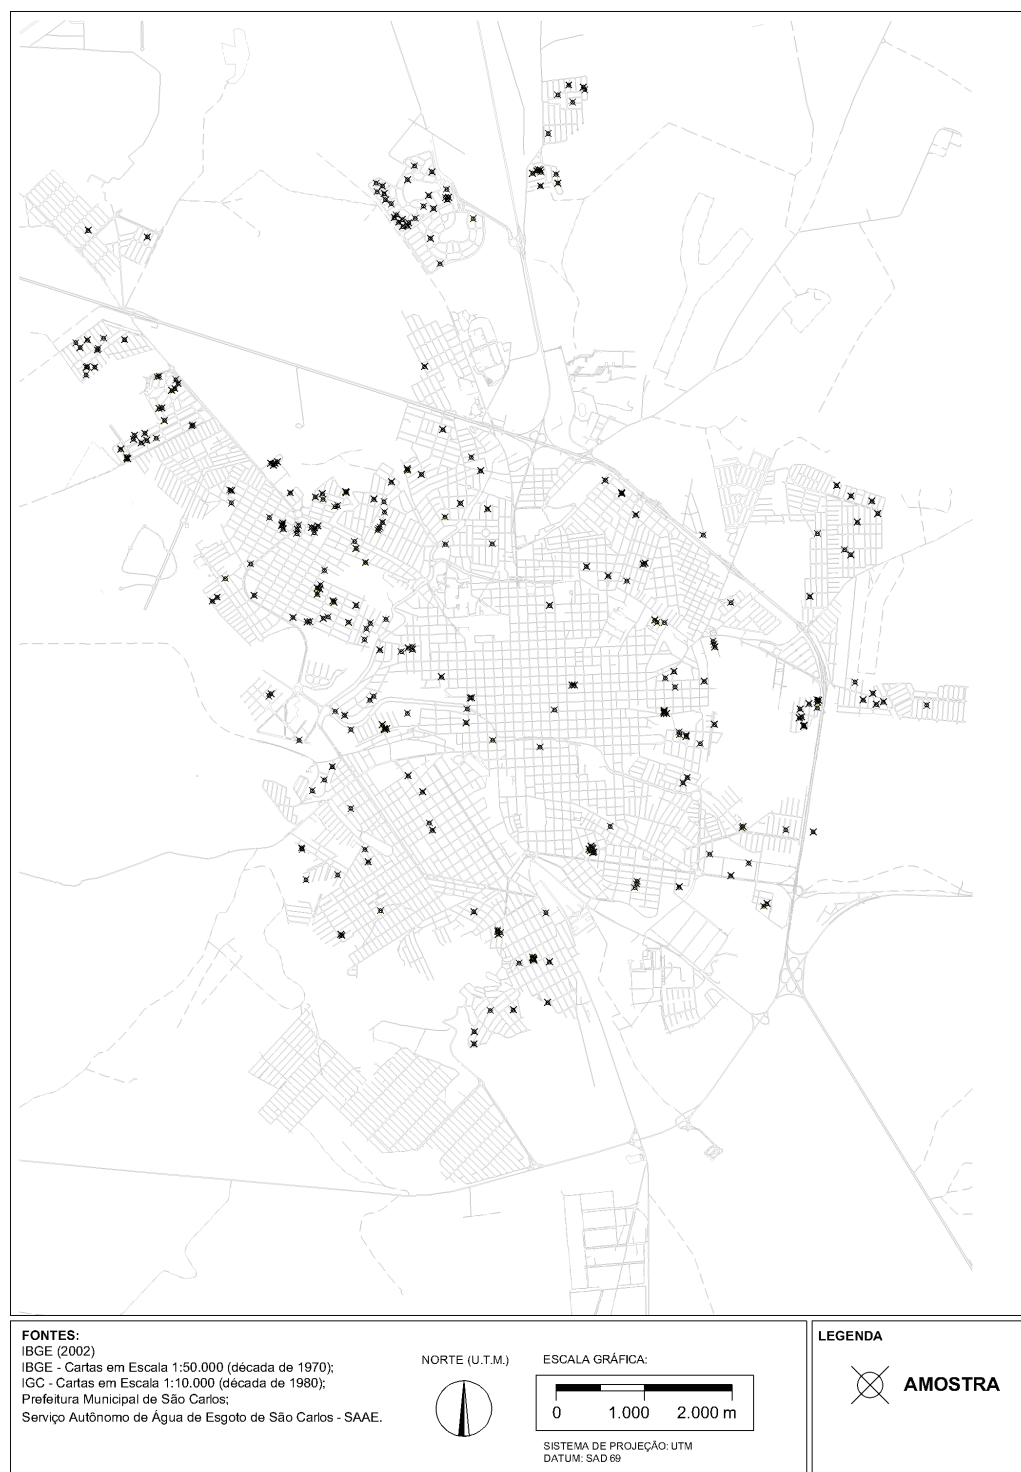 FONTES:
IBGE (2002)
IBGE - Cartas em Escala 1:50.000 (década de 1970);
IGC - Cartas em Escala 1:10.000 (década de 1980);
Prefeitura Municipal de São Carlos;
Serviço Autônomo de Água de Esgoto de São Carlos - SAAE.
NORTE (U.T.M.)
ESCALA GRÁFICA:
0 1.000 2.000 m
SISTEMA DE PROJEÇÃO: UTM
DATUM: SAD 69
LEGENDA
AMOSTRA